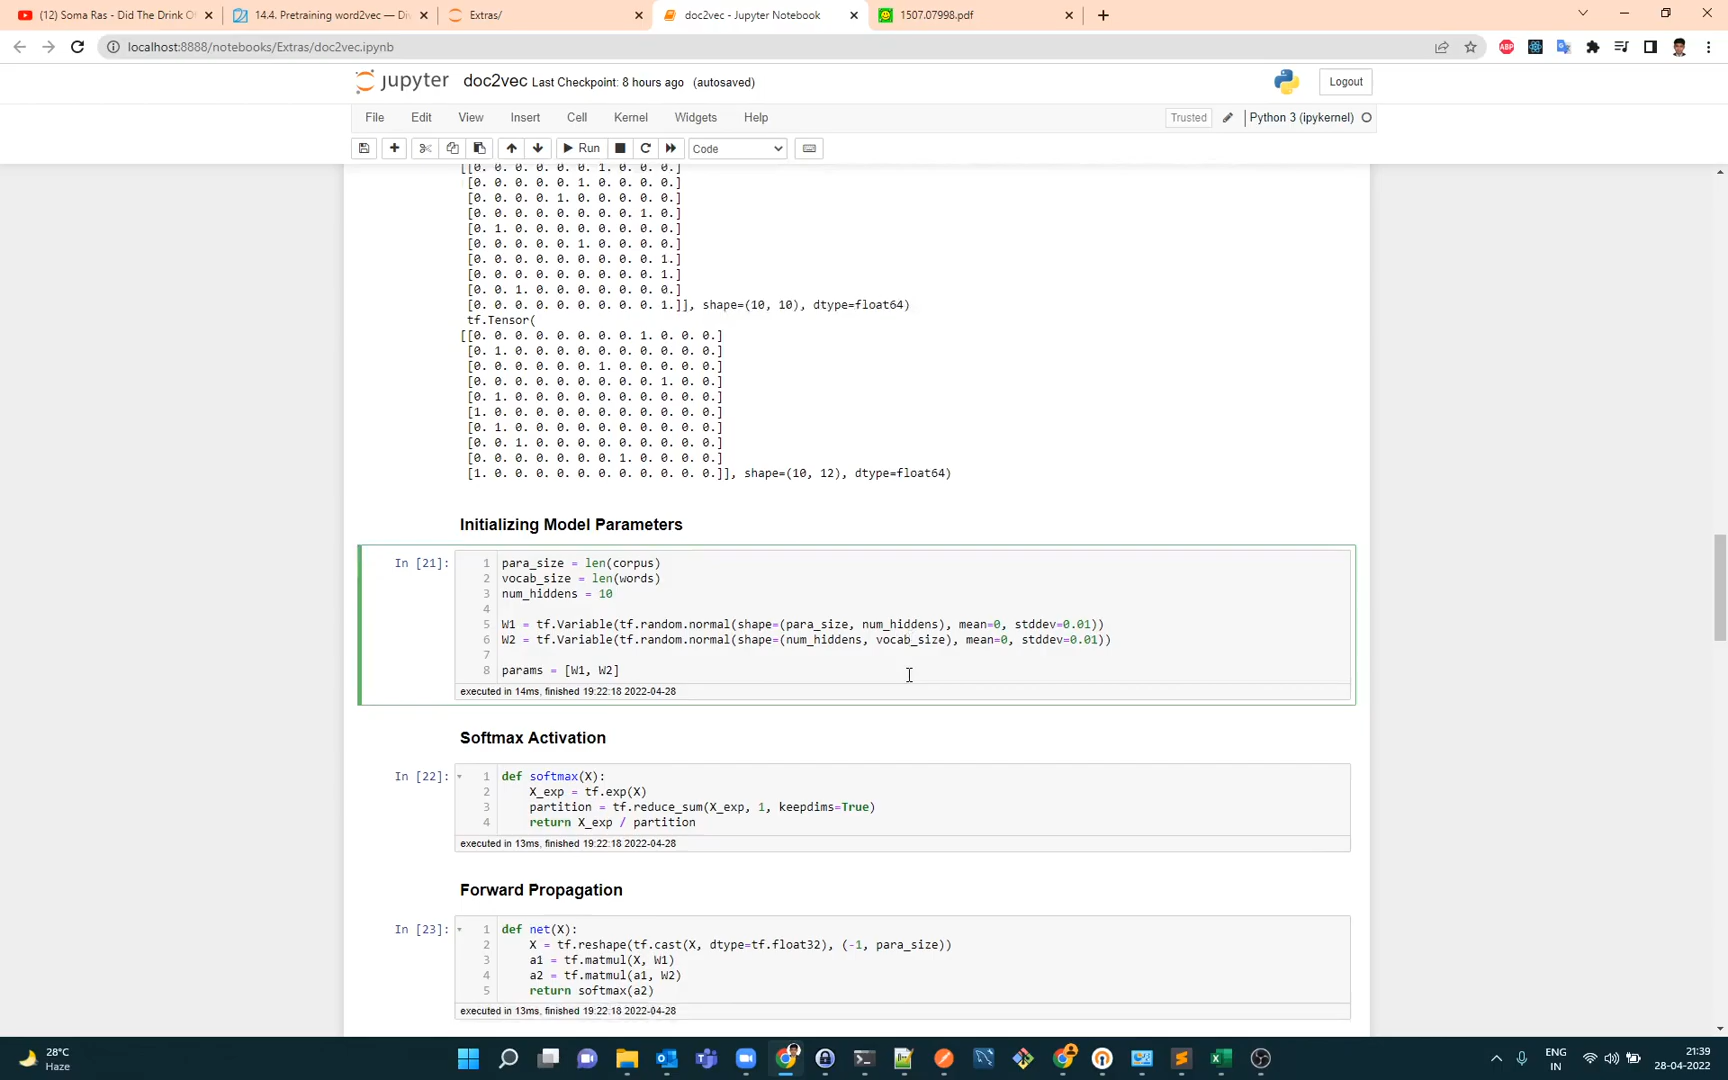 (12) Soma Ras - Did The Drink O
14.4. Pretraining word2vec — Div
Extras/
doc2vec - Jupyter Notebook
1507.07998.pdf
localhost:8888/notebooks/Extras/doc2vec.ipynb
ABP
jupyter doc2vec Last Checkpoint: 8 hours ago (autosaved)
Logout
File Edit View Insert Cell Kernel Widgets Help
Trusted Python 3 (ipykernel)
Run Code
[[0. 0. 0. 0. 0. 0. 1. 0. 0. 0.]
[0. 0. 0. 0. 0. 1. 0. 0. 0. 0.]
[0. 0. 0. 0. 1. 0. 0. 0. 0. 0.]
[0. 0. 0. 0. 0. 0. 0. 0. 1. 0.]
[0. 1. 0. 0. 0. 0. 0. 0. 0. 0.]
[0. 0. 0. 0. 0. 1. 0. 0. 0. 0.]
[0. 0. 0. 0. 0. 0. 0. 0. 0. 1.]
[0. 0. 0. 0. 0. 0. 0. 0. 0. 1.]
[0. 0. 1. 0. 0. 0. 0. 0. 0. 0.]
[0. 0. 0. 0. 0. 0. 0. 0. 0. 1.]], shape=(10, 10), dtype=float64)
tf.Tensor(
[[0. 0. 0. 0. 0. 0. 0. 0. 1. 0. 0. 0.]
[0. 1. 0. 0. 0. 0. 0. 0. 0. 0. 0. 0.]
[0. 0. 0. 0. 0. 0. 1. 0. 0. 0. 0. 0.]
[0. 0. 0. 0. 0. 0. 0. 0. 0. 1. 0. 0.]
[0. 1. 0. 0. 0. 0. 0. 0. 0. 0. 0. 0.]
[1. 0. 0. 0. 0. 0. 0. 0. 0. 0. 0. 0.]
[0. 1. 0. 0. 0. 0. 0. 0. 0. 0. 0. 0.]
[0. 0. 1. 0. 0. 0. 0. 0. 0. 0. 0. 0.]
[0. 0. 0. 0. 0. 0. 0. 1. 0. 0. 0. 0.]
[1. 0. 0. 0. 0. 0. 0. 0. 0. 0. 0. 0.]], shape=(10, 12), dtype=float64)
Initializing Model Parameters
In [21]: 1 para_size = len(corpus)
2 vocab_size = len(words)
3 num_hiddens = 10
4
5 W1 = tf.Variable(tf.random.normal(shape=(para_size, num_hiddens), mean=0, stddev=0.01))
6 W2 = tf.Variable(tf.random.normal(shape=(num_hiddens, vocab_size), mean=0, stddev=0.01))
7
8 params = [W1, W2]
executed in 14ms, finished 19:22:18 2022-04-28
Softmax Activation
In [22]: 1 def softmax(X):
2 X_exp = tf.exp(X)
3 partition = tf.reduce_sum(X_exp, 1, keepdims=True)
4 return X_exp / partition
executed in 13ms, finished 19:22:18 2022-04-28
Forward Propagation
In [23]: 1 def net(X):
2 X = tf.reshape(tf.cast(X, dtype=tf.float32), (-1, para_size))
3 a1 = tf.matmul(X, W1)
4 a2 = tf.matmul(a1, W2)
5 return softmax(a2)
executed in 13ms, finished 19:22:18 2022-04-28
28°C
Haze
ENG
IN
21:39
28-04-2022